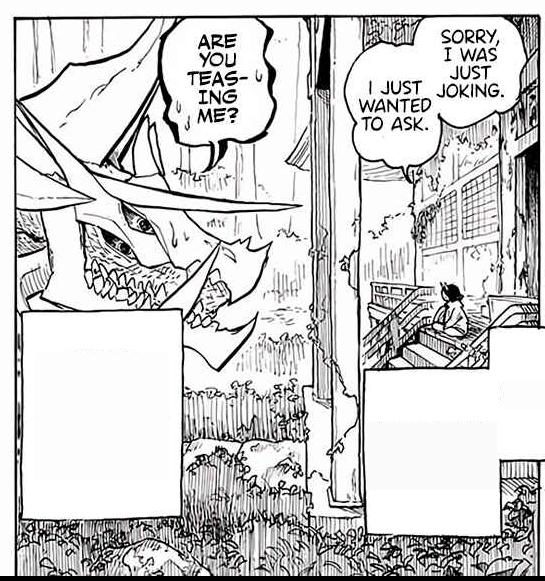 SORRY,
I WAS
JUST
JOKING.
I JUST
WANTED
TO ASK.
ARE
YOU
TEAS-
ING
ME?